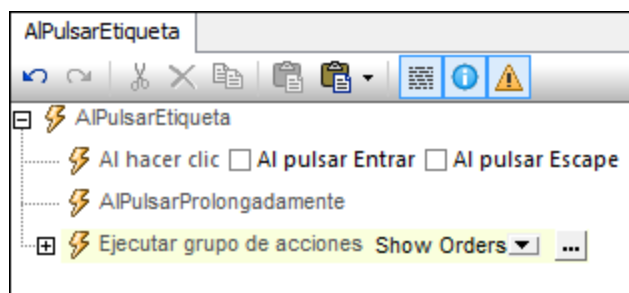 AlPulsarEtiqueta
AlPulsarEtiqueta
Al hacer clic Al pulsar Entrar Al pulsar Escape
AlPulsarProlongadamente
Ejecutar grupo de acciones Show Orders ...